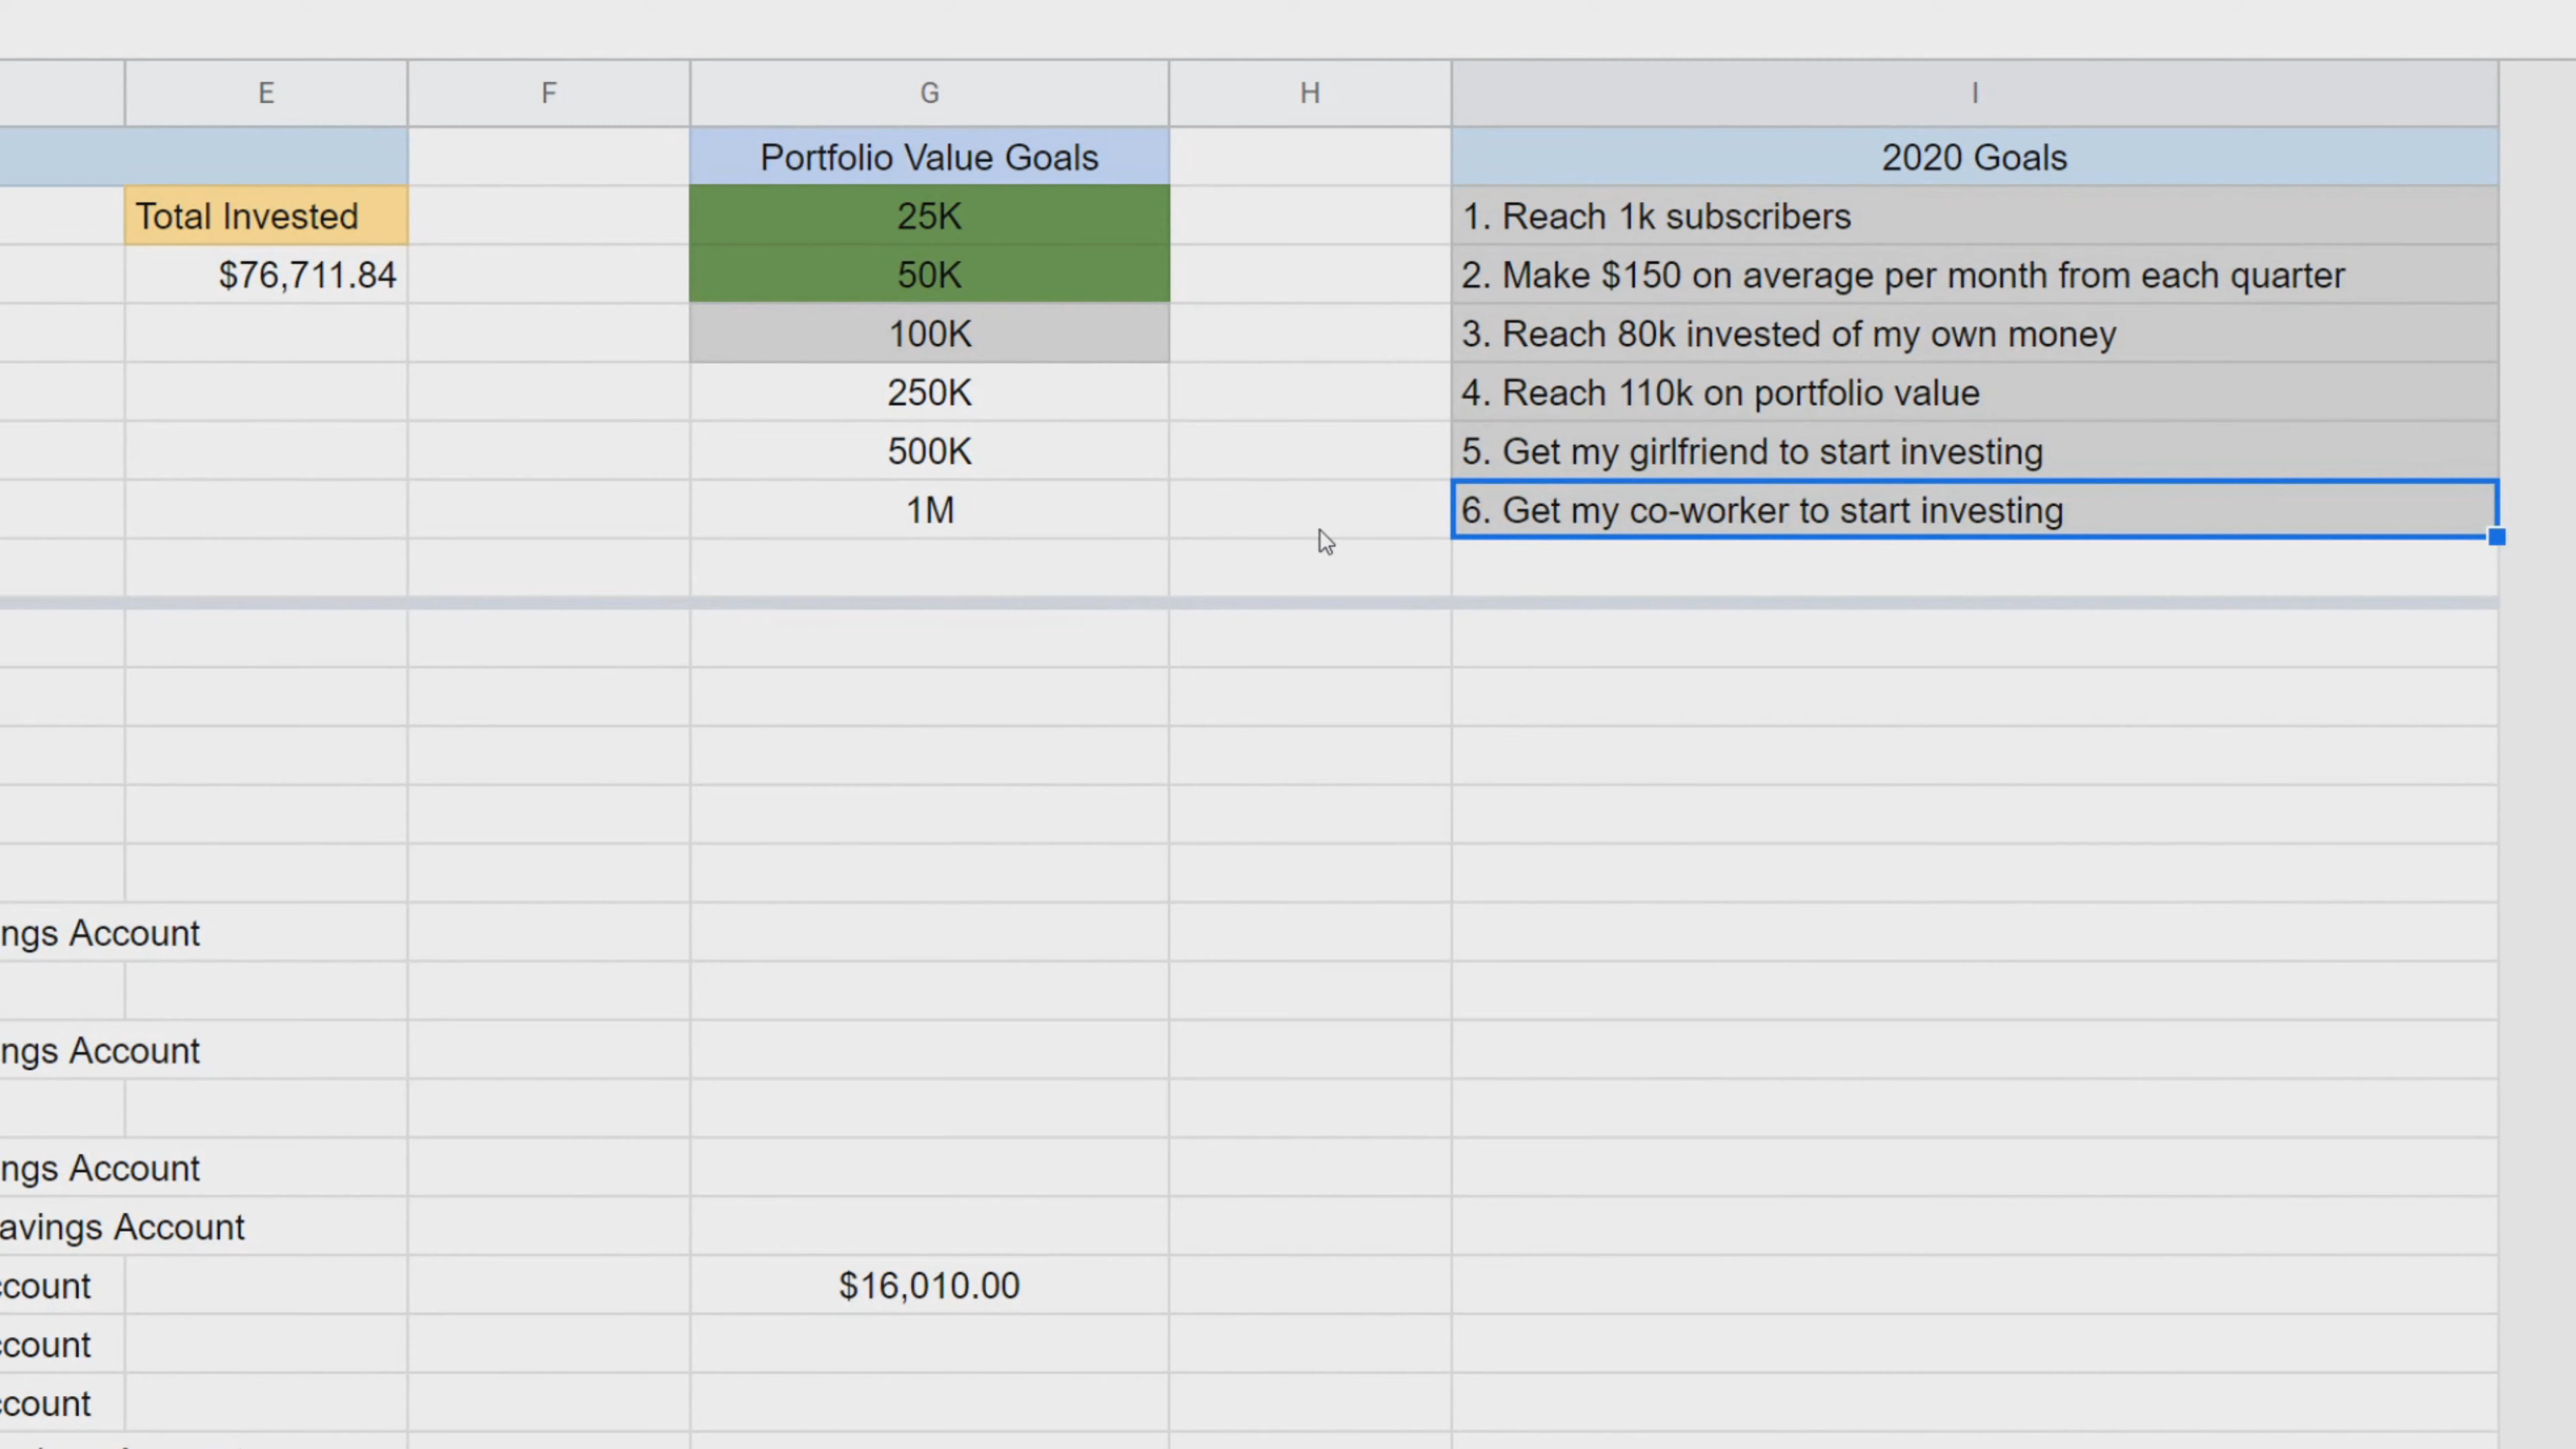 E F G H I
Portfolio Value Goals 2020 Goals
Total Invested 25K 1. Reach 1k subscribers
$76,711.84 50K 2. Make $150 on average per month from each quarter
100K 3. Reach 80k invested of my own money
250K 4. Reach 110k on portfolio value
500K 5. Get my girlfriend to start investing
1M 6. Get my co-worker to start investing
ngs Account
ngs Account
ngs Account
avings Account
ccount $16,010.00
ccount
ccount